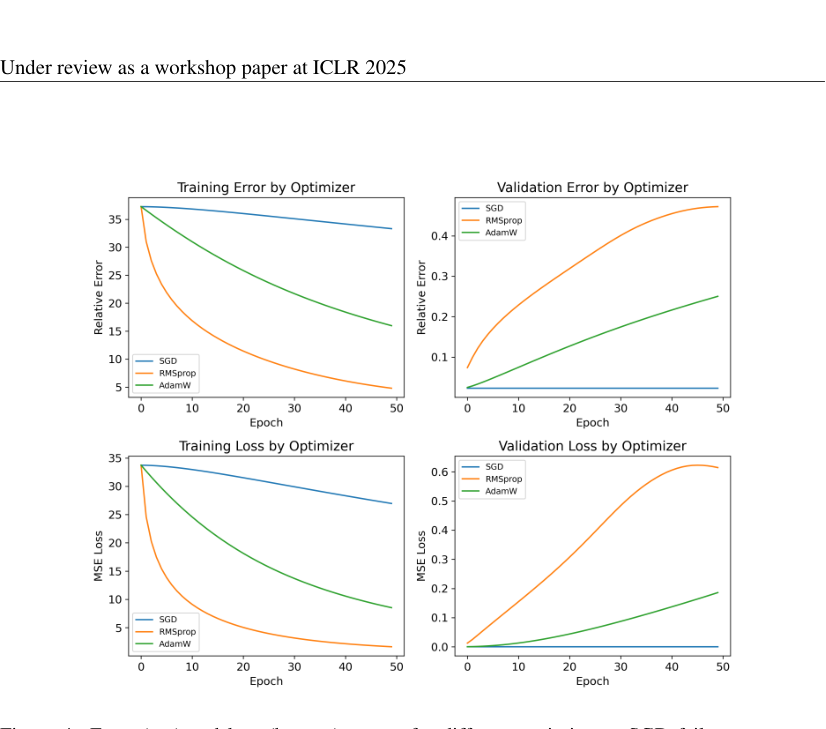 Under review as a workshop paper at ICLR 2025
Training Error by Optimizer
Relative Error
35
30
25
20
15
10
5
SGD
RMSprop
AdamW
0 10 20 30 40 50
Epoch
Validation Error by Optimizer
Relative Error
0.4
0.3
0.2
0.1
SGD
RMSprop
AdamW
0 10 20 30 40 50
Epoch
Training Loss by Optimizer
MSE Loss
35
30
25
20
15
10
5
SGD
RMSprop
AdamW
0 10 20 30 40 50
Epoch
Validation Loss by Optimizer
MSE Loss
0.6
0.5
0.4
0.3
0.2
0.1
0.0
SGD
RMSprop
AdamW
0 10 20 30 40 50
Epoch